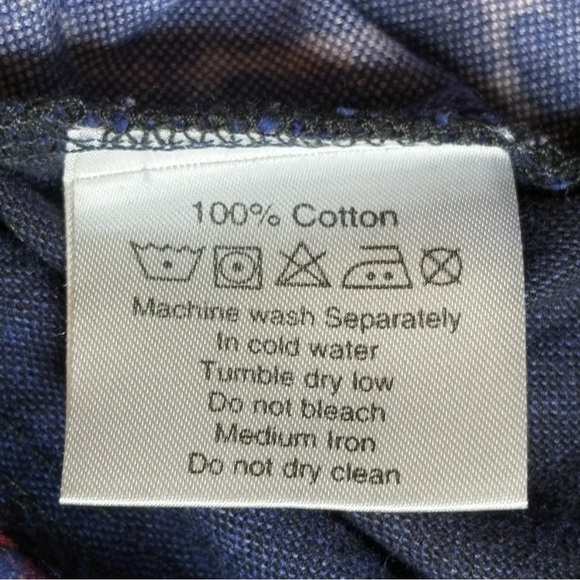 100% Cotton
Machine wash Separately
In cold water
Tumble dry low
Do not bleach
Medium Iron
Do not dry clean